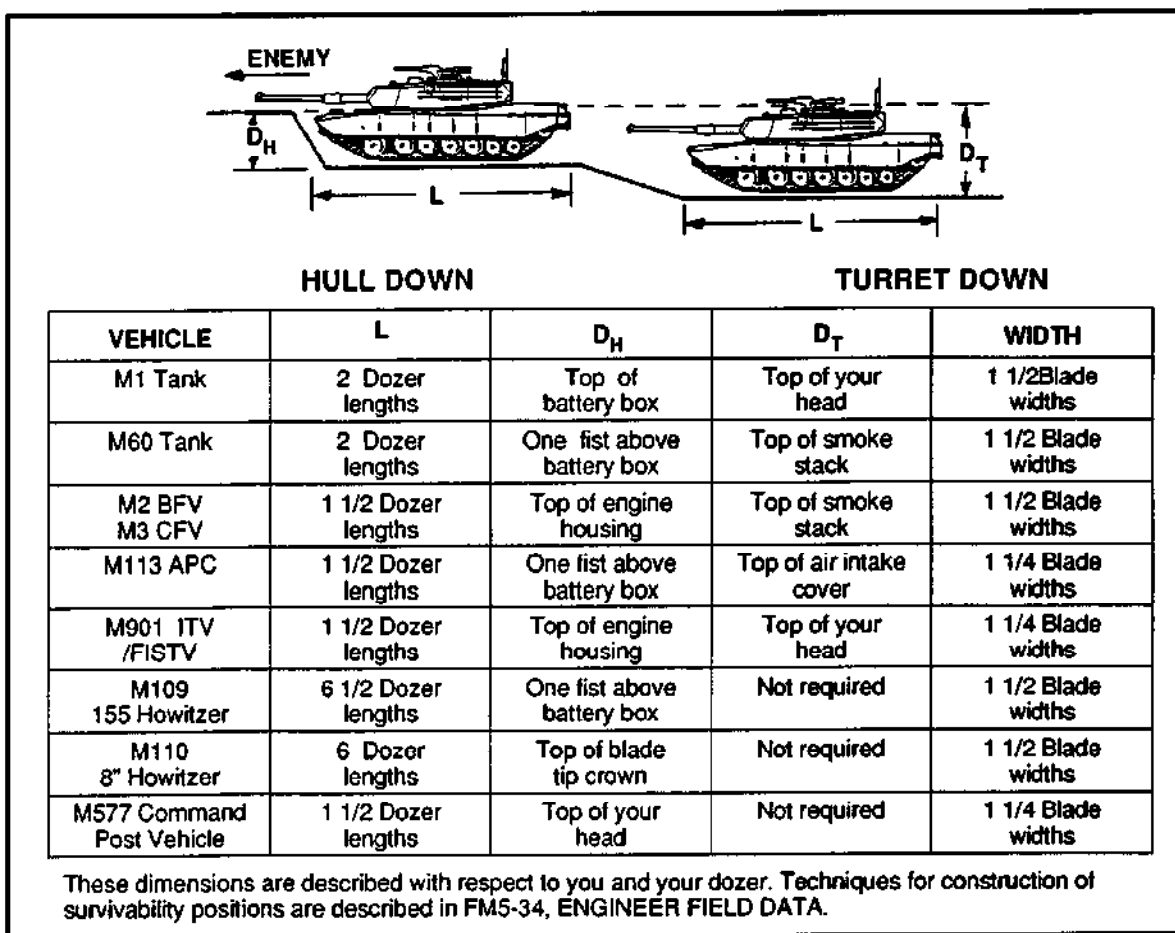 ENEMY
D_H
D_T
L
L
HULL DOWN TURRET DOWN
VEHICLE L D_H D_T WIDTH
M1 Tank 2 Dozer lengths Top of battery box Top of your head 1 1/2Blade widths
M60 Tank 2 Dozer lengths One fist above battery box Top of smoke stack 1 1/2 Blade widths
M2 BFV M3 CFV 1 1/2 Dozer lengths Top of engine housing Top of smoke stack 1 1/2 Blade widths
M113 APC 1 1/2 Dozer lengths One fist above battery box Top of air intake cover 1 1/4 Blade widths
M901 ITV /FISTV 1 1/2 Dozer lengths Top of engine housing Top of your head 1 1/4 Blade widths
M109 155 Howitzer 6 1/2 Dozer lengths One fist above battery box Not required 1 1/2 Blade widths
M110 8" Howitzer 6 Dozer lengths Top of blade tip crown Not required 1 1/2 Blade widths
M577 Command Post Vehicle 1 1/2 Dozer lengths Top of your head Not required 1 1/4 Blade widths
These dimensions are described with respect to you and your dozer. Techniques for construction of
survivability positions are described in FM5-34, ENGINEER FIELD DATA.